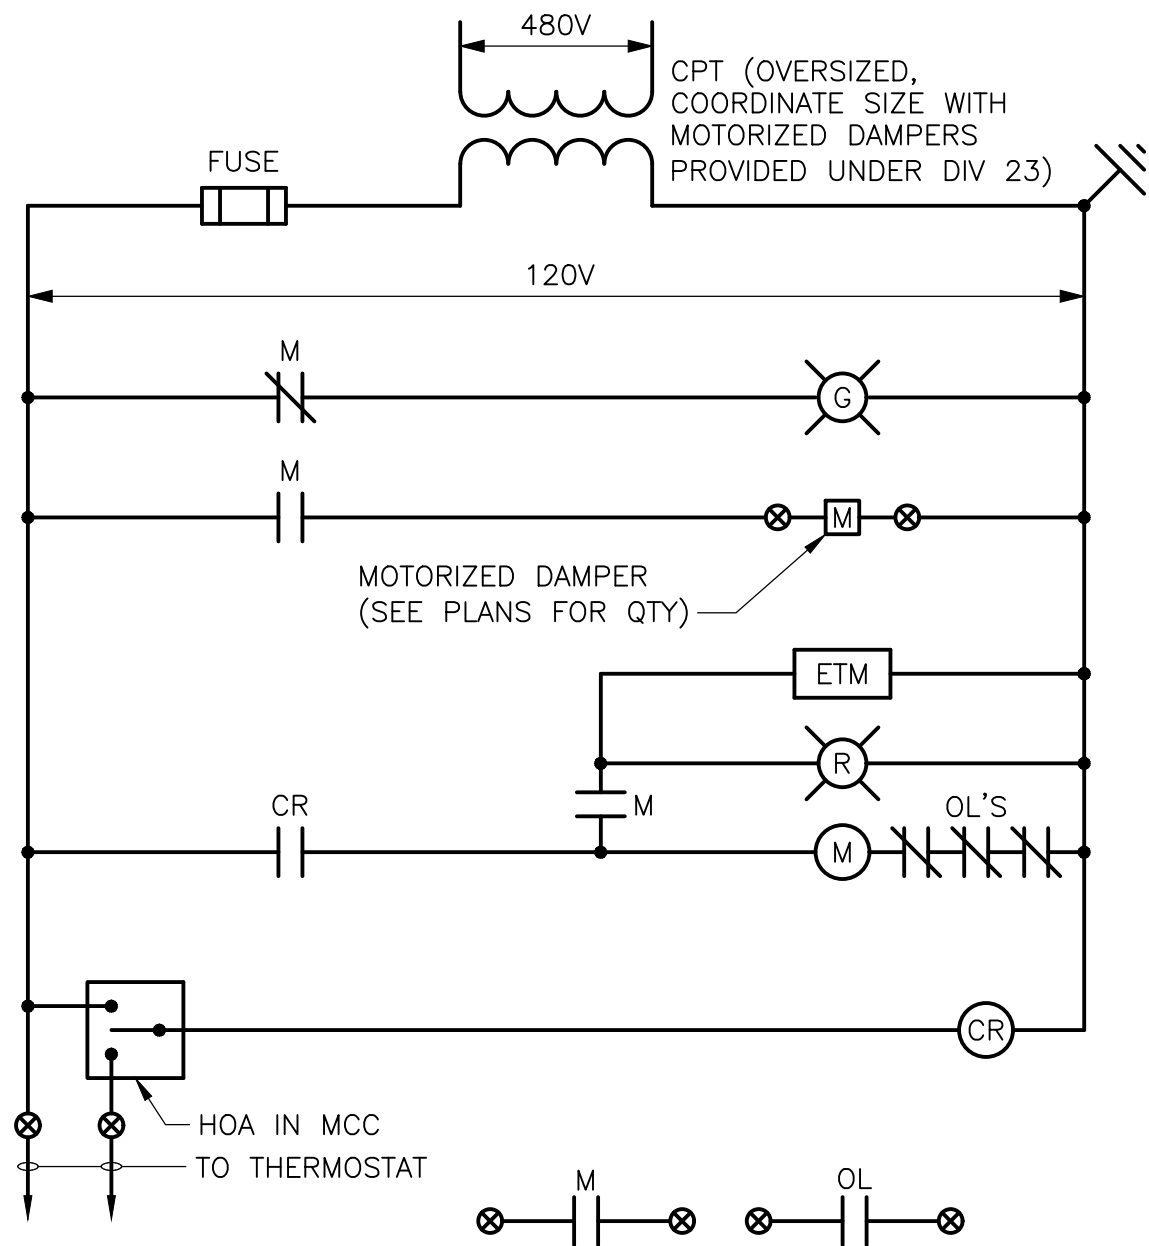 480V
CPT (OVERSIZED,
COORDINATE SIZE WITH
MOTORIZED DAMPERS
PROVIDED UNDER DIV 23)
FUSE
120V
M
G
M
M
MOTORIZED DAMPER
(SEE PLANS FOR QTY)
ETM
R
CR
M
OL'S
M
CR
HOA IN MCC
TO THERMOSTAT
M
OL